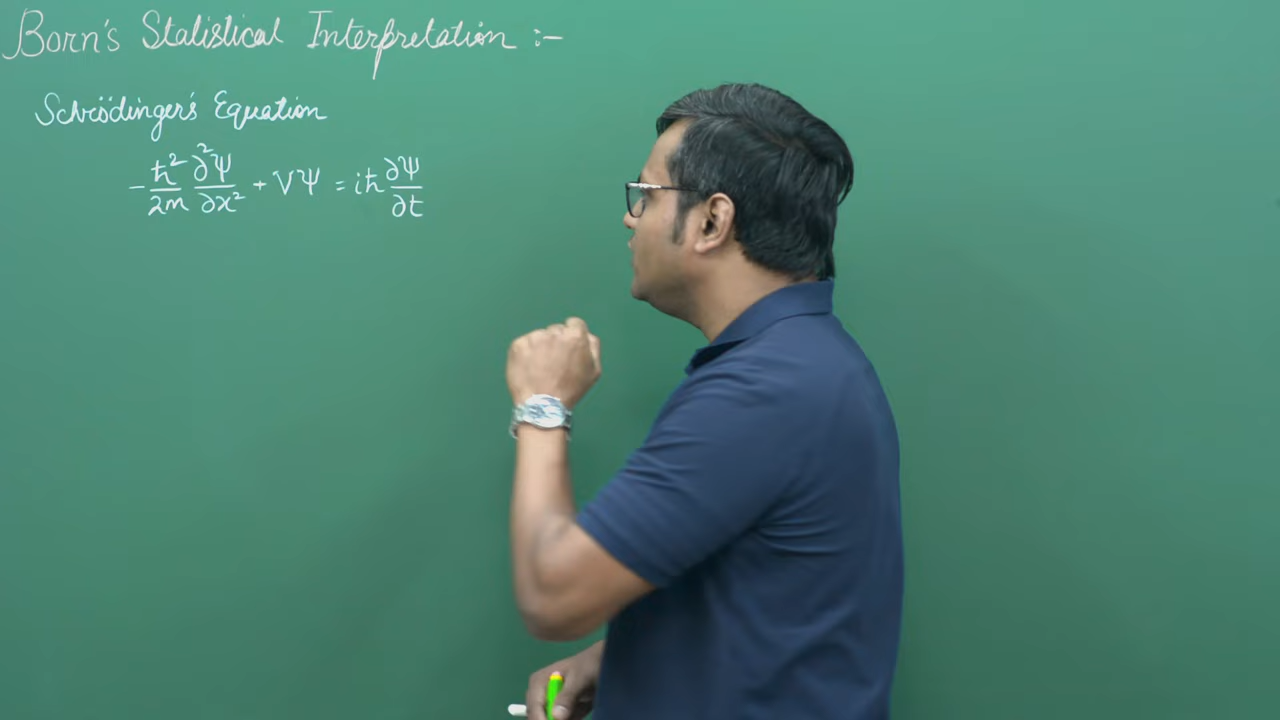 Born's Statistical Interpretation :-
Schrödinger's Equation
-ħ²/2m ∂²Ψ/∂x² + VΨ = iħ ∂Ψ/∂t